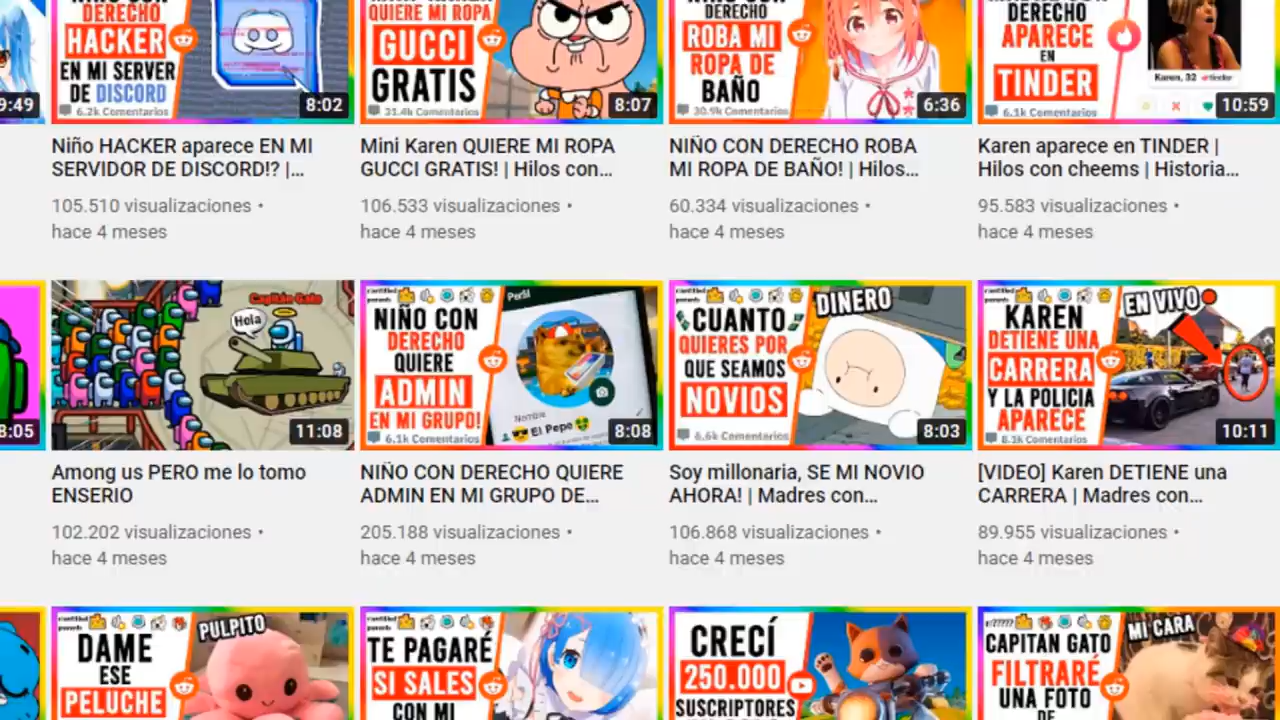 DERECHO
HACKER
EN MI SERVER
DE DISCORD
6.2k Comentarios
9:49
8:02
QUIERE MI ROPA
GUCCI
GRATIS
31.4k Comentarios
8:07
ROBA MI
ROPA DE
BAÑO
30.9k Comentarios
6:36
DERECHO
APARECE
EN
TINDER
6.1k Comentarios
Karen, 32
tinder
10:59
Niño HACKER aparece EN MI
SERVIDOR DE DISCORD!? |...
105.510 visualizaciones •
hace 4 meses
Mini Karen QUIERE MI ROPA
GUCCI GRATIS! | Hilos con...
106.533 visualizaciones •
hace 4 meses
NIÑO CON DERECHO ROBA
MI ROPA DE BAÑO! | Hilos...
60.334 visualizaciones •
hace 4 meses
Karen aparece en TINDER |
Hilos con cheems | Historia...
95.583 visualizaciones •
hace 4 meses
8:05
Capitán Gato
Hola
11:08
NIÑO CON
DERECHO
QUIERE
ADMIN
EN MI GRUPO!
6.1k Comentarios
Perfil
Nombre
El Pepe
8:08
CUANTO
QUIERES POR
QUE SEAMOS
NOVIOS
6.6k Comentarios
DINERO
8:03
KAREN
DETIENE UNA
CARRERA
Y LA POLICIA
APARECE
8.1k Comentarios
EN VIVO
10:11
Among us PERO me lo tomo
ENSERIO
102.202 visualizaciones •
hace 4 meses
NIÑO CON DERECHO QUIERE
ADMIN EN MI GRUPO DE...
205.188 visualizaciones •
hace 4 meses
Soy millonaria, SE MI NOVIO
AHORA! | Madres con...
106.868 visualizaciones •
hace 4 meses
[VIDEO] Karen DETIENE una
CARRERA | Madres con...
89.955 visualizaciones •
hace 4 meses
DAME
ESE
PELUCHE
PULPITO
TE PAGARÉ
SI SALES
CON MI
CRECÍ
250.000
SUSCRIPTORES
CAPITAN GATO
FILTRARÉ
UNA FOTO
DE
MI CARA